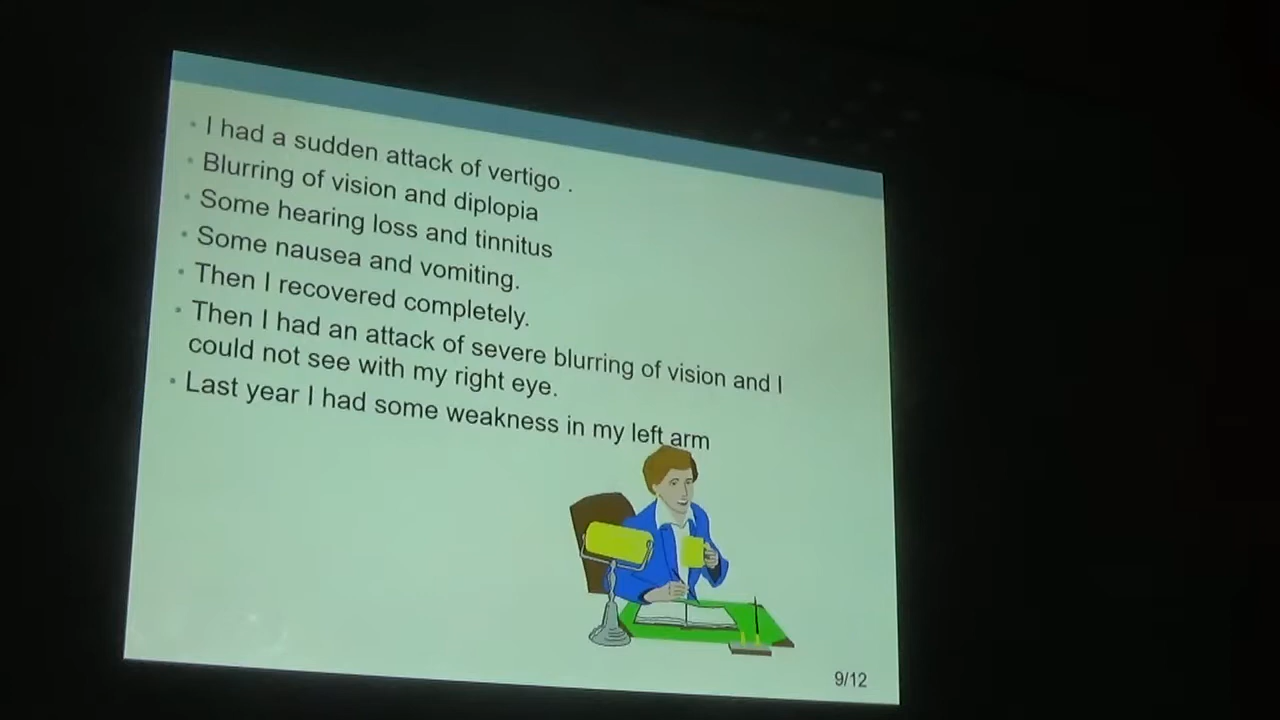 • I had a sudden attack of vertigo .
• Blurring of vision and diplopia
• Some hearing loss and tinnitus
• Some nausea and vomiting.
• Then I recovered completely.
• Then I had an attack of severe blurring of vision and I
could not see with my right eye.
• Last year I had some weakness in my left arm
9/12